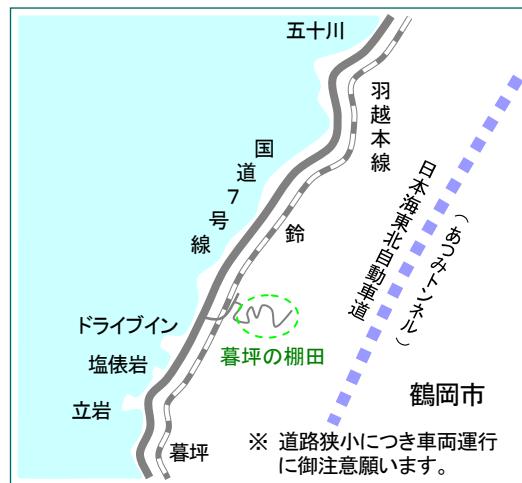 五十川
羽越本線
国道7号線
鈴
日本海東北自動車道
(あつみトンネル)
ドライブイン
塩俵岩
立岩
暮坪の棚田
鶴岡市
暮坪
※ 道路狭小につき車両運行
に御注意願います。